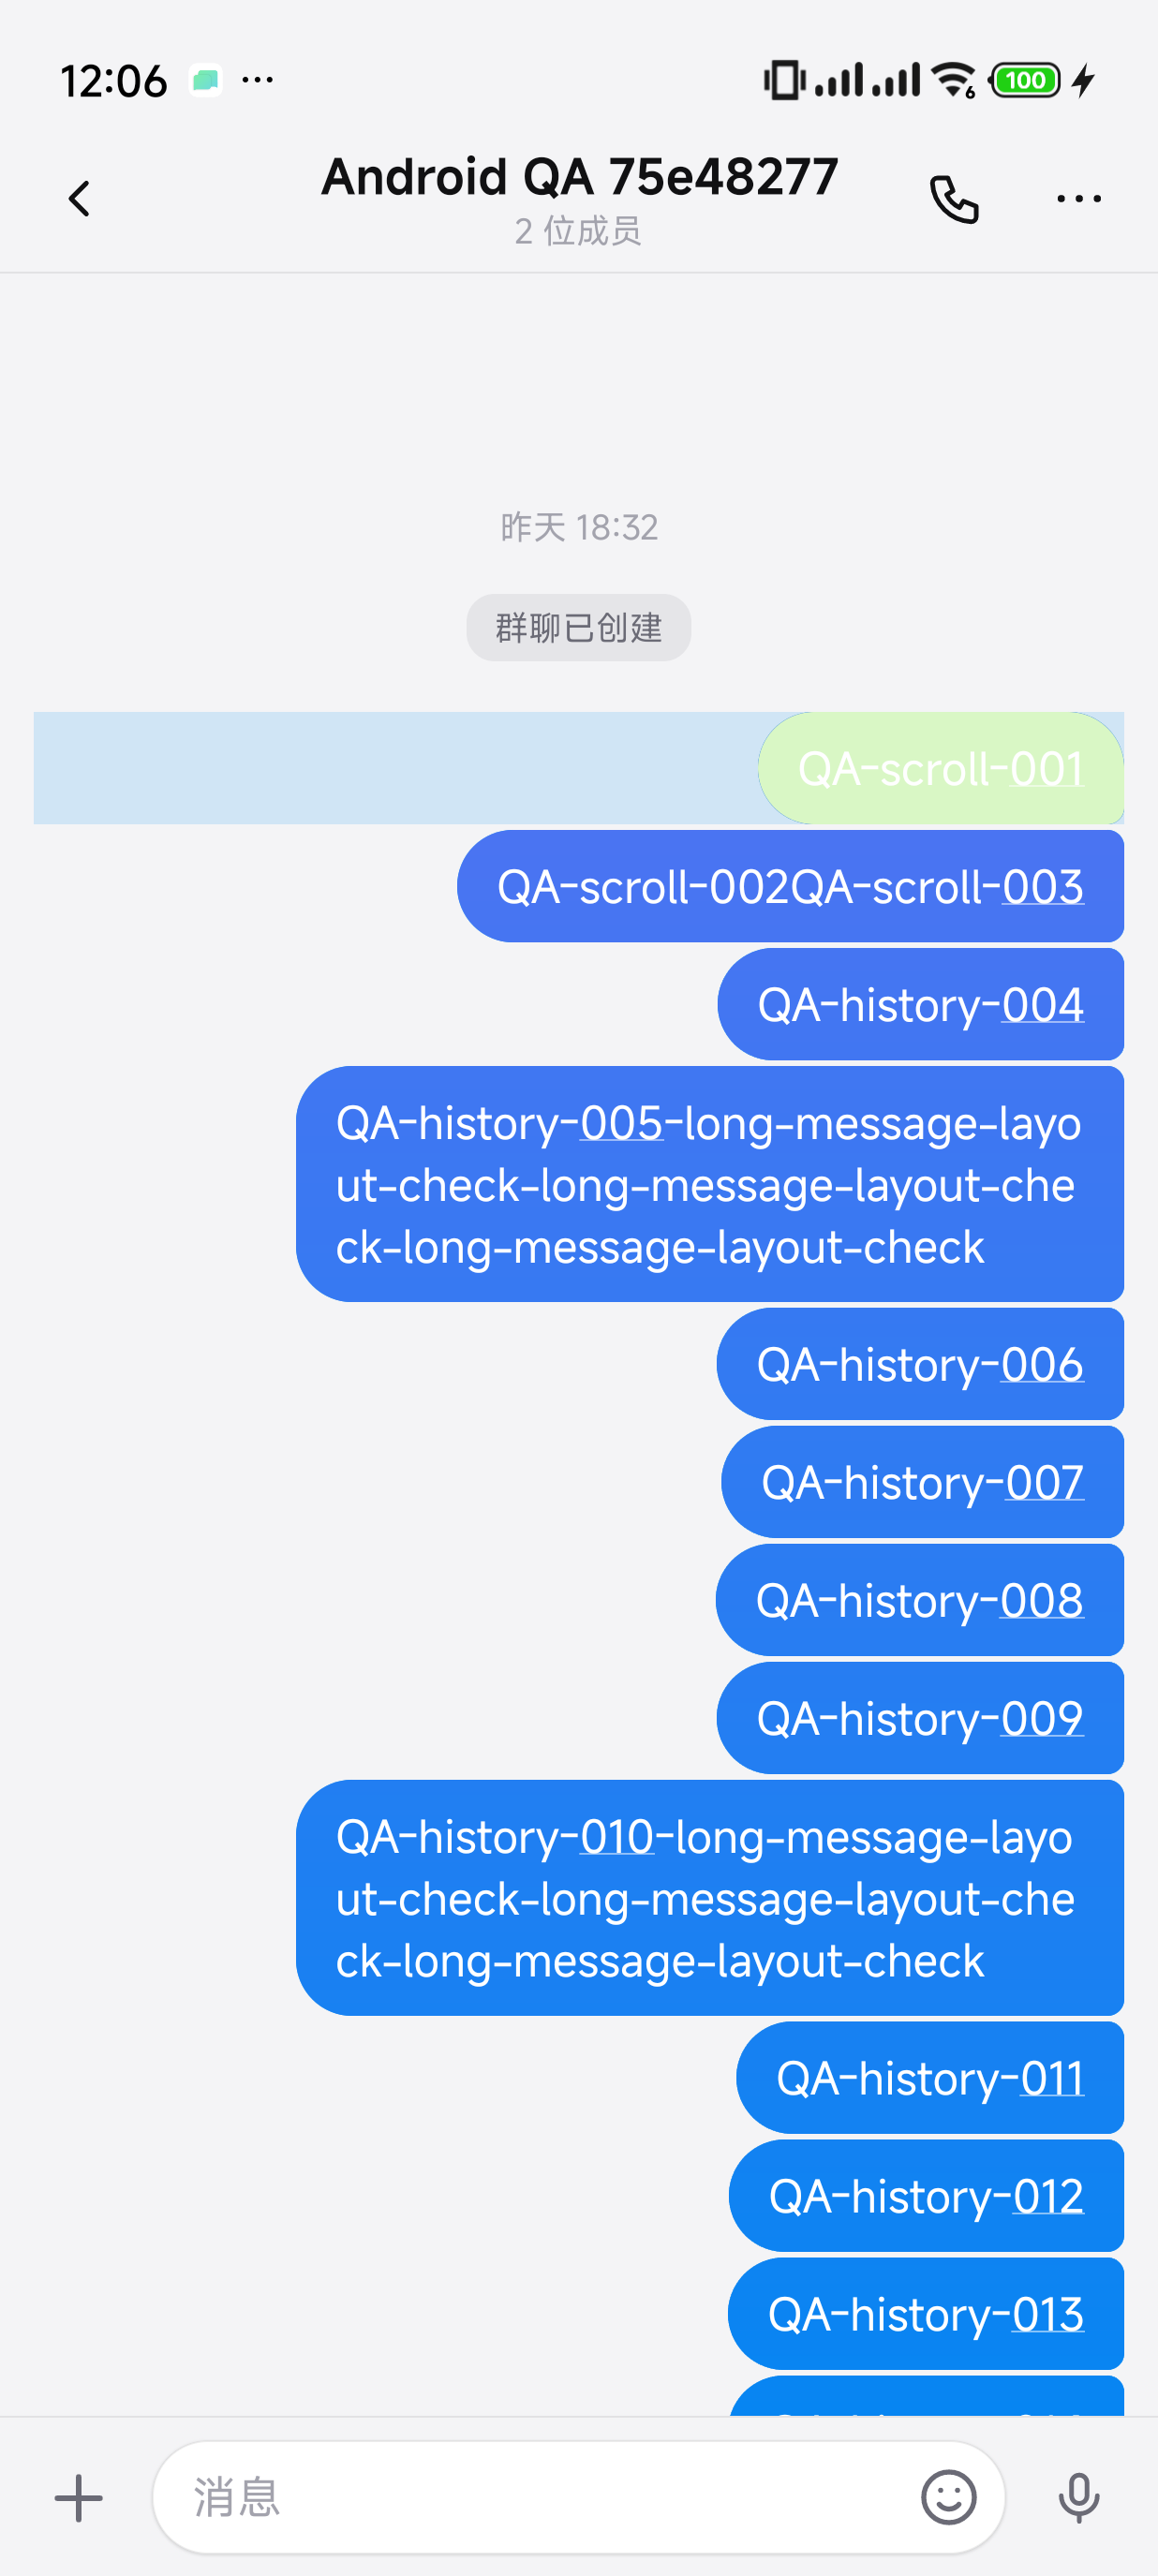 12:06
6
100
Android QA 75e48277
2 位成员
昨天 18:32
群聊已创建
QA-scroll-001
QA-scroll-002QA-scroll-003
QA-history-004
QA-history-005-long-message-layo
ut-check-long-message-layout-che
ck-long-message-layout-check
QA-history-006
QA-history-007
QA-history-008
QA-history-009
QA-history-010-long-message-layo
ut-check-long-message-layout-che
ck-long-message-layout-check
QA-history-011
QA-history-012
QA-history-013
消息